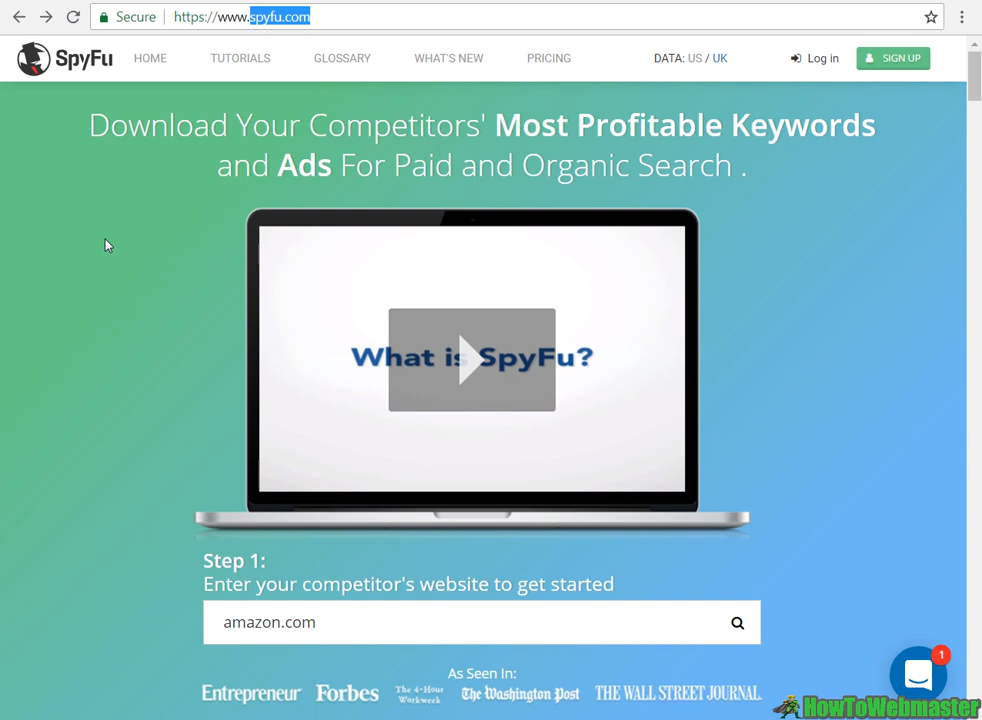 Secure https://www.spyfu.com
SpyFu HOME TUTORIALS GLOSSARY WHAT'S NEW PRICING DATA: US / UK Log in SIGN UP
Download Your Competitors' Most Profitable Keywords
and Ads For Paid and Organic Search .
What is SpyFu?
Step 1:
Enter your competitor's website to get started
amazon.com
1
As Seen In:
Entrepreneur Forbes The 4-Hour Workweek The Washington Post THE WALL STREET JOURNAL.
HowToWebmaster